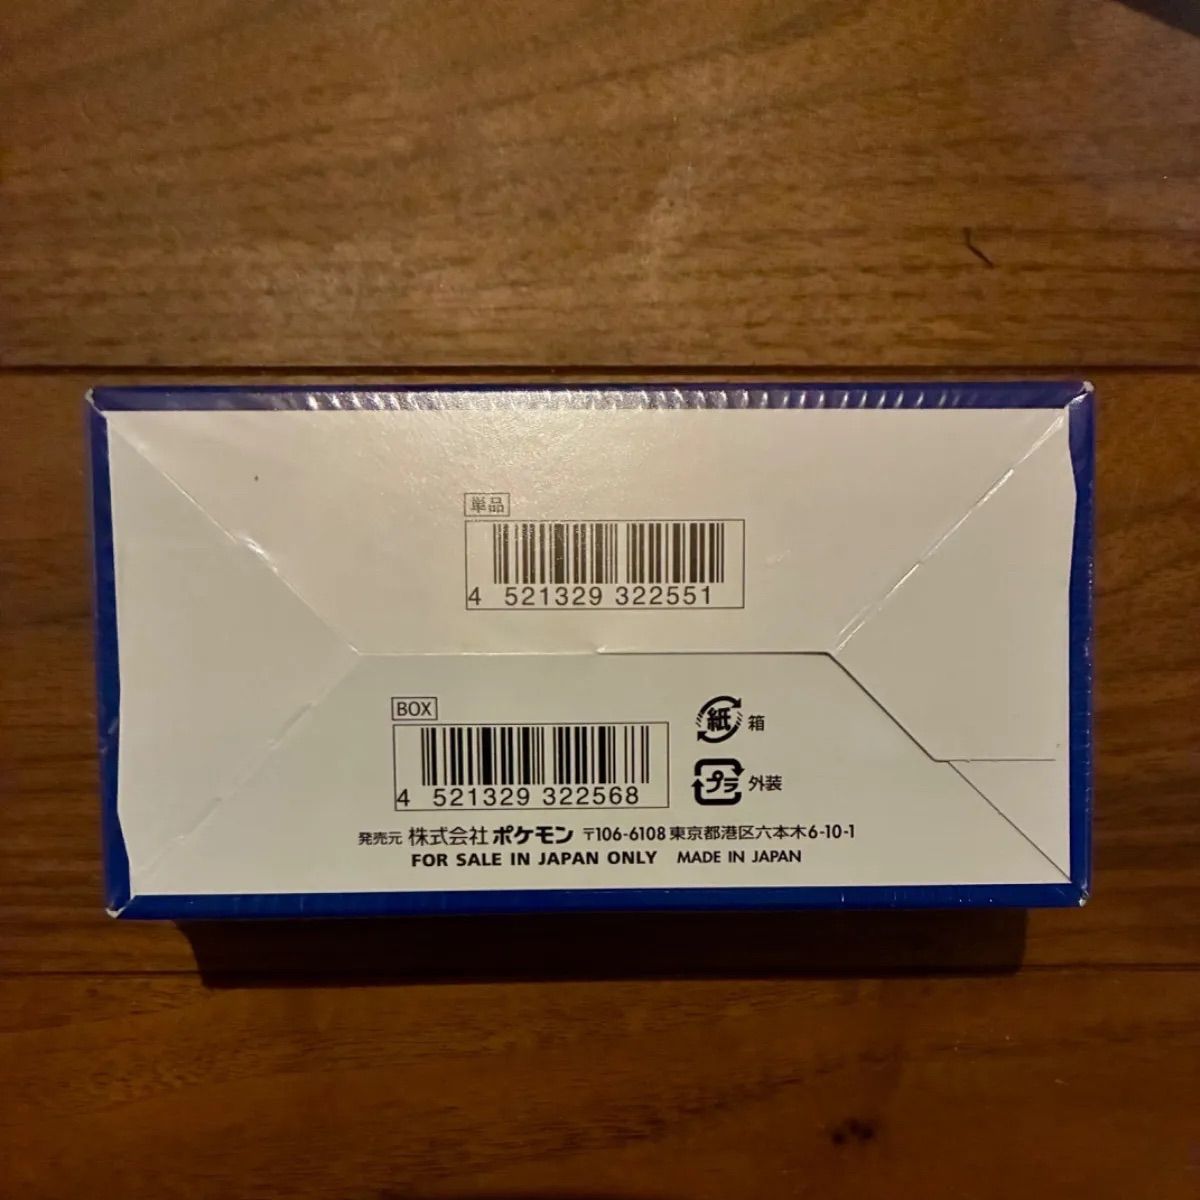 単品
4 521329 322551
BOX
紙 箱
4 521329 322568
プラ 外装
発売元 株式会社 ポケモン 〒106-6108 東京都港区六本木6-10-1
FOR SALE IN JAPAN ONLY MADE IN JAPAN